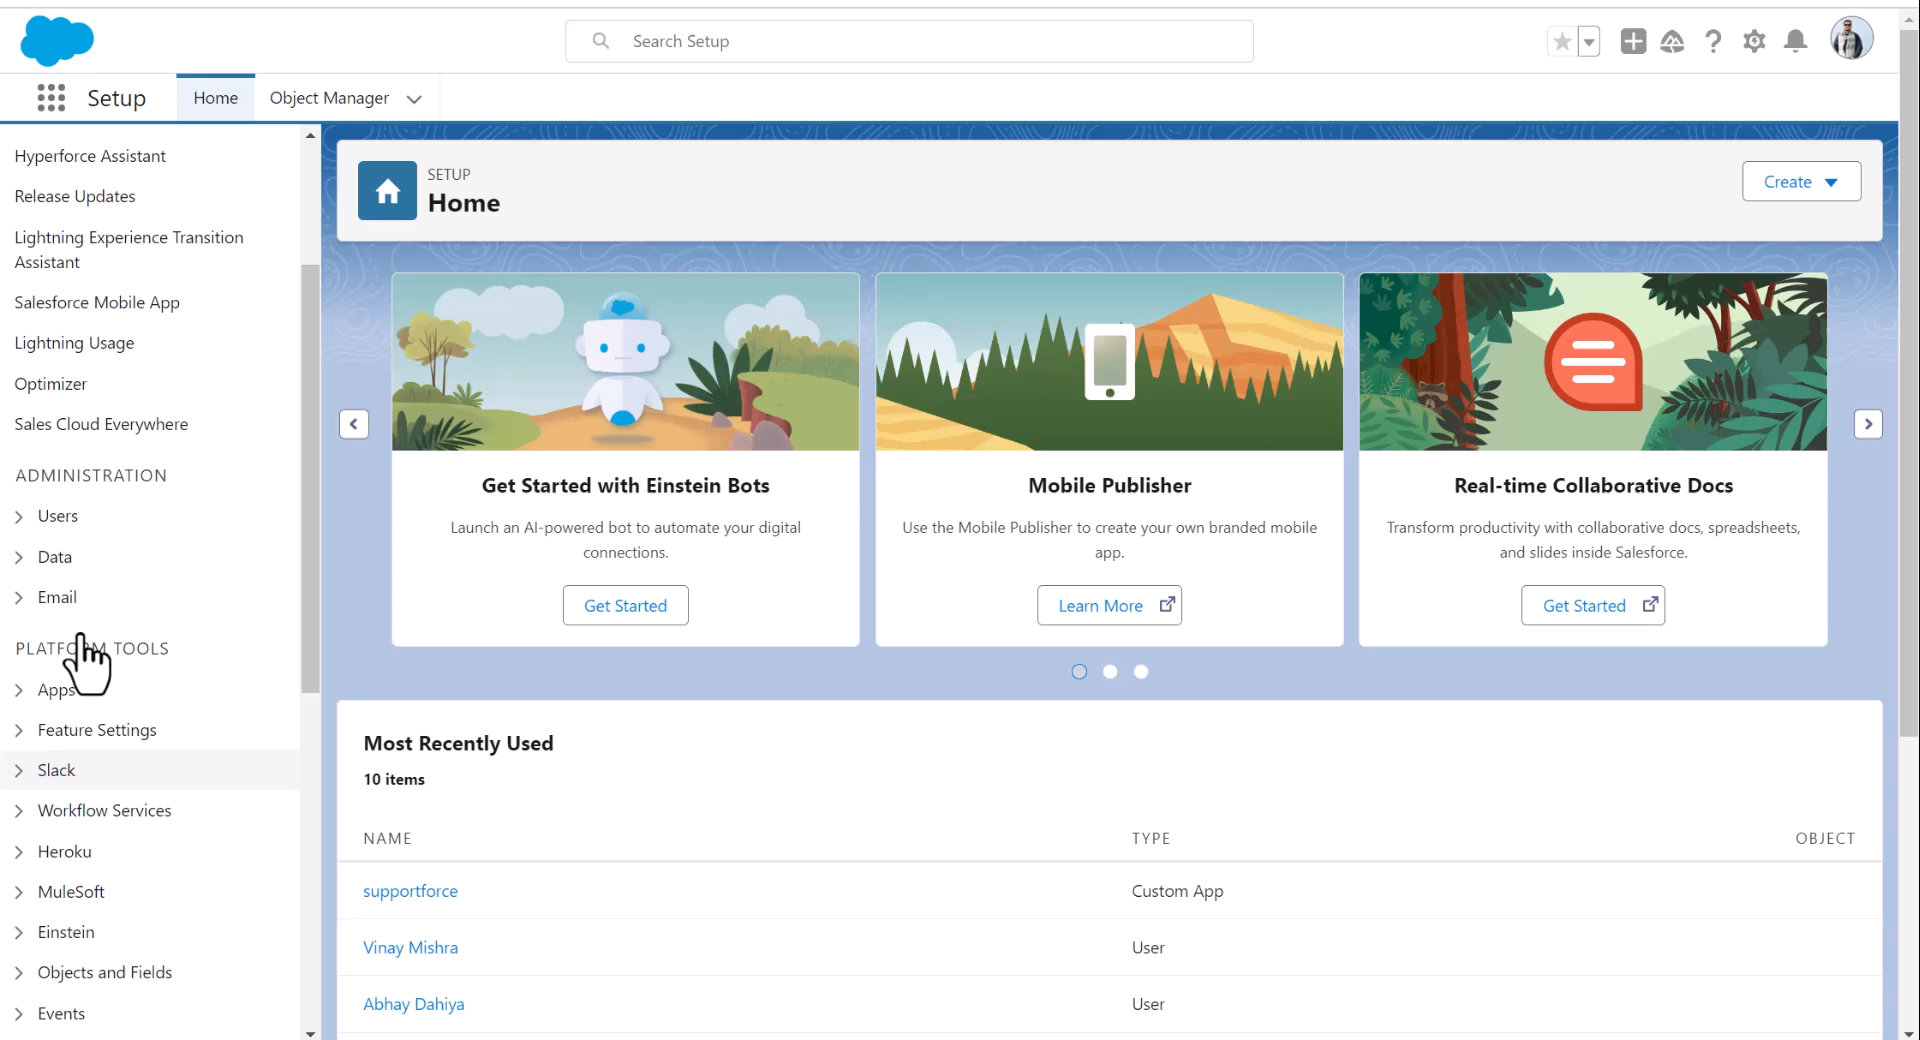 Search Setup
Setup
Home
Object Manager
Hyperforce Assistant
Release Updates
Lightning Experience Transition
Assistant
Salesforce Mobile App
Lightning Usage
Optimizer
Sales Cloud Everywhere
ADMINISTRATION
Users
Data
Email
PLATFORM TOOLS
Apps
Feature Settings
Slack
Workflow Services
Heroku
MuleSoft
Einstein
Objects and Fields
Events
SETUP
Home
Create
Get Started with Einstein Bots
Launch an AI-powered bot to automate your digital
connections.
Get Started
Mobile Publisher
Use the Mobile Publisher to create your own branded mobile
app.
Learn More
Real-time Collaborative Docs
Transform productivity with collaborative docs, spreadsheets,
and slides inside Salesforce.
Get Started
Most Recently Used
10 items
NAME TYPE OBJECT
supportforce Custom App
Vinay Mishra User
Abhay Dahiya User